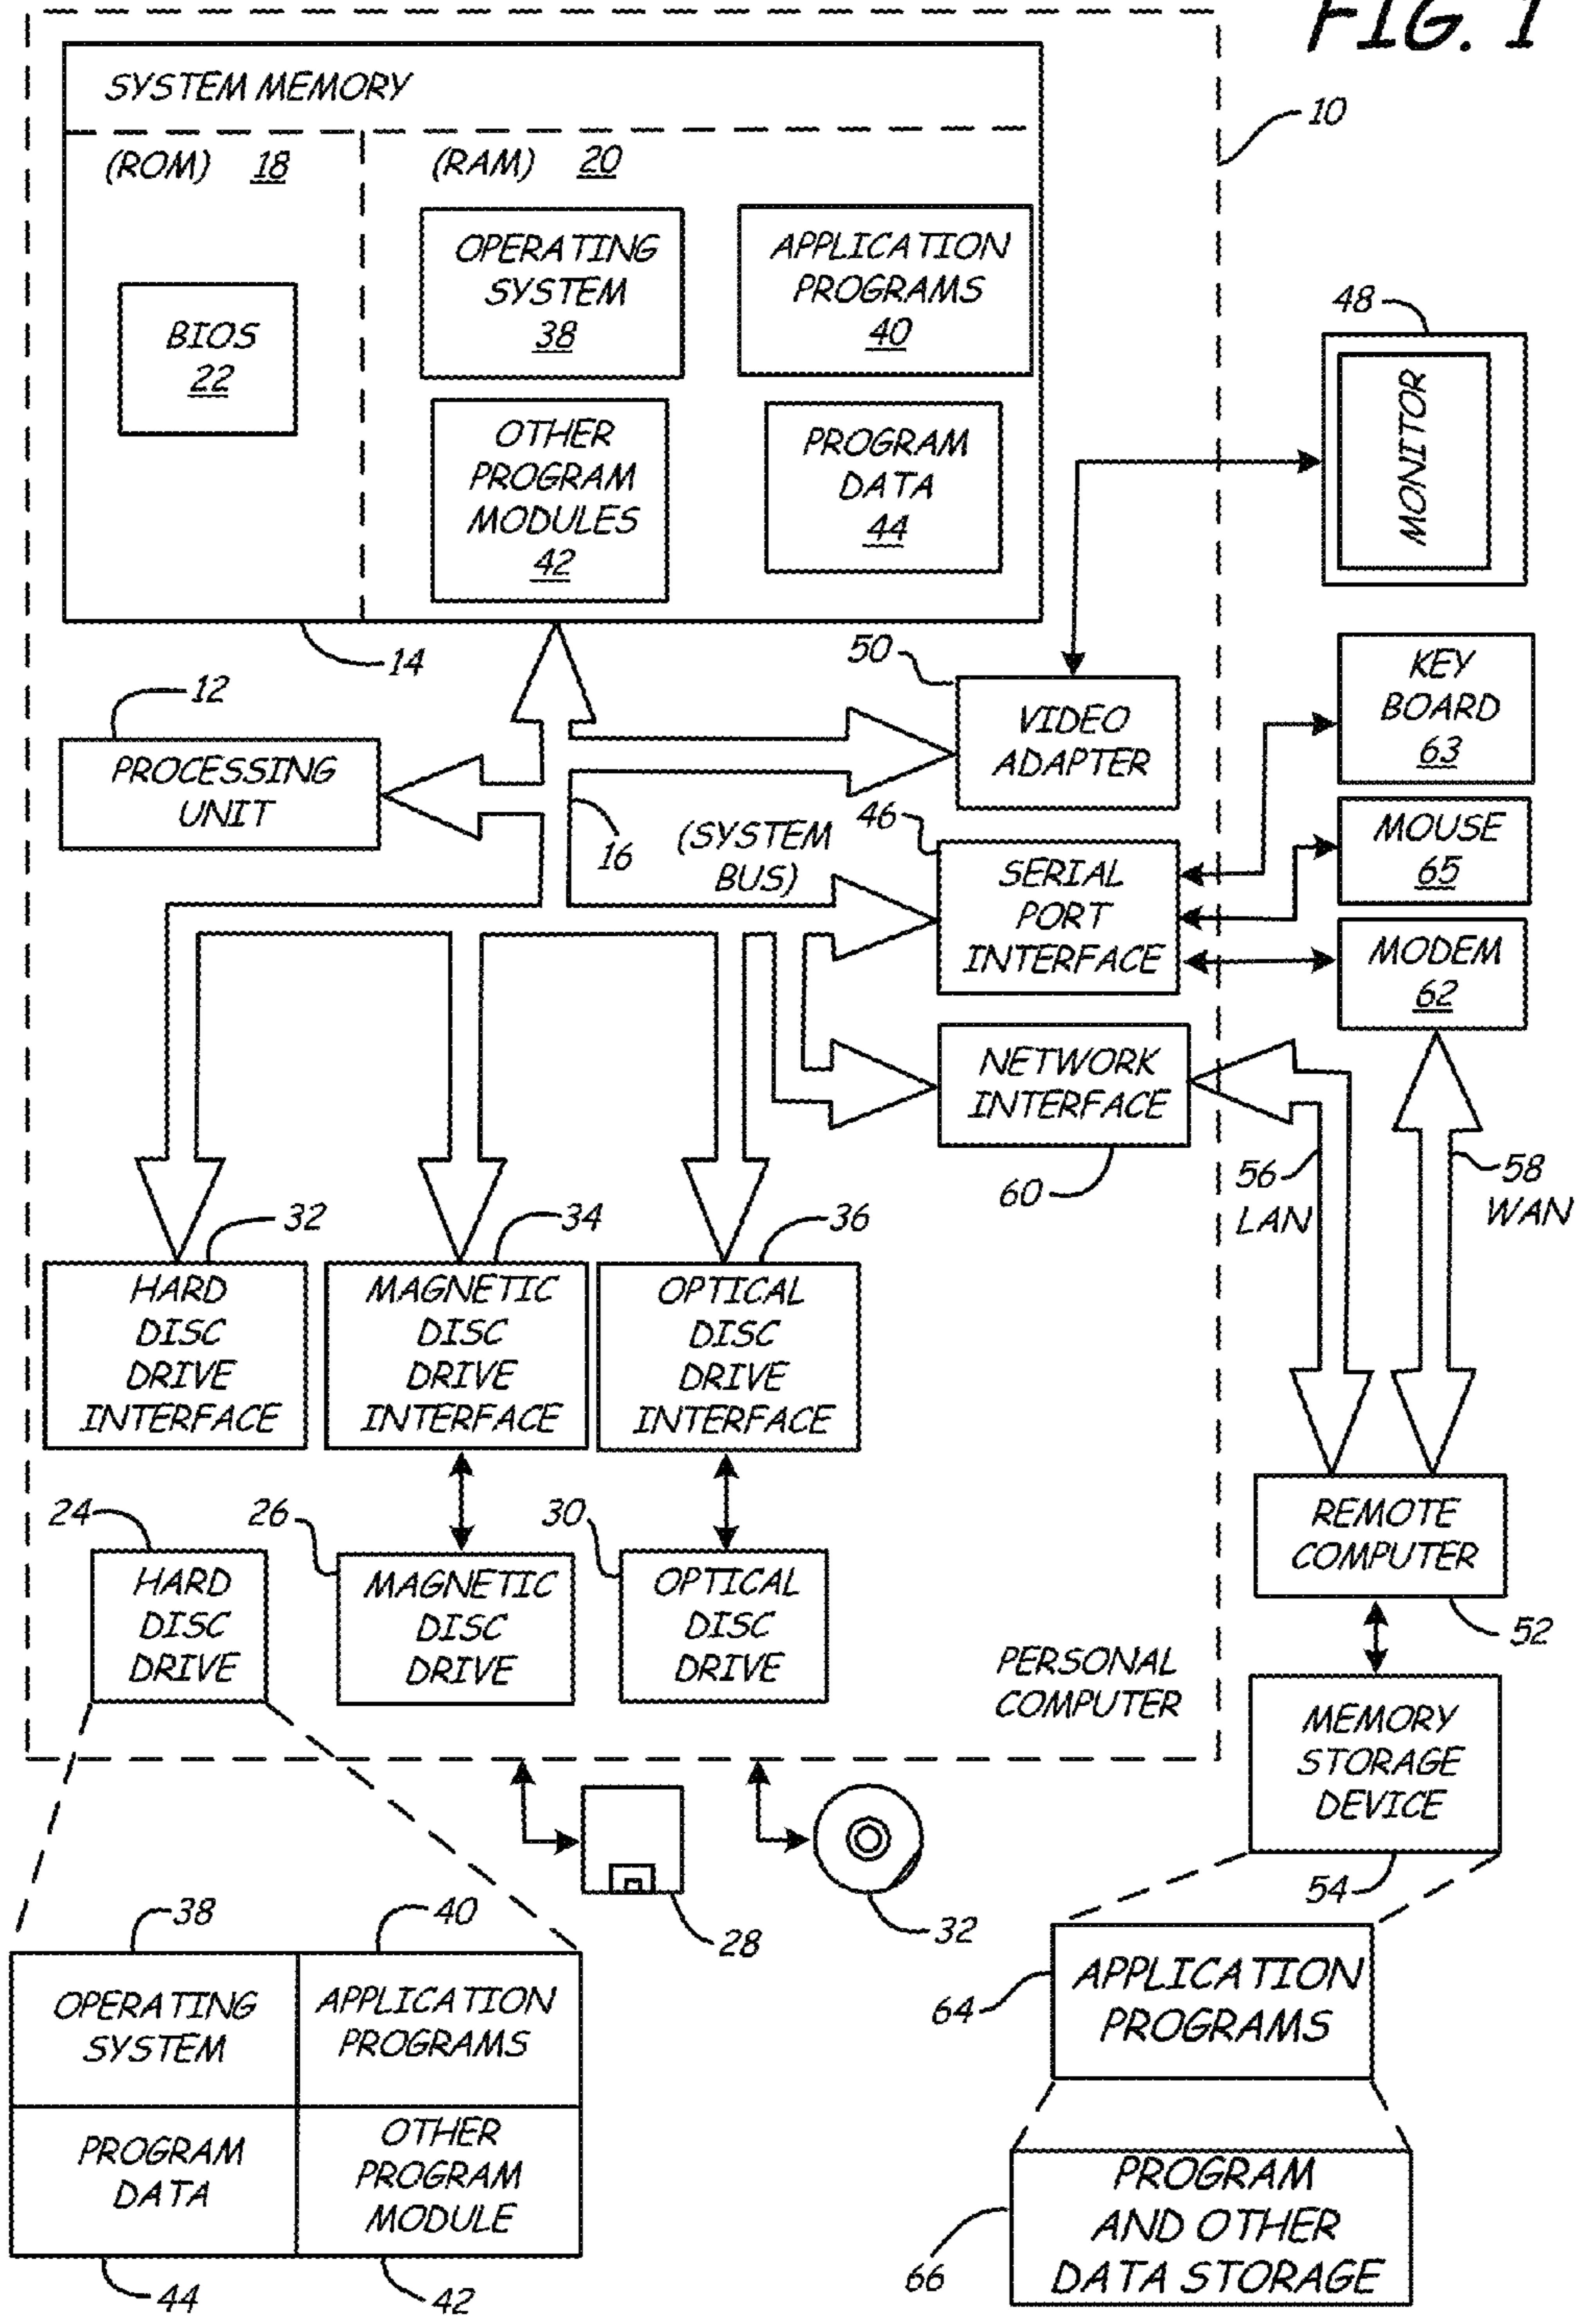 FIG. 1
10
SYSTEM MEMORY
(ROM) 18
(RAM) 20
BIOS
22
OPERATING
SYSTEM
38
APPLICATION
PROGRAMS
40
OTHER
PROGRAM
MODULES
42
PROGRAM
DATA
44
14
48
MONITOR
12
PROCESSING
UNIT
16
(SYSTEM
BUS)
50
VIDEO
ADAPTER
46
SERIAL
PORT
INTERFACE
KEY
BOARD
63
MOUSE
65
MODEM
62
NETWORK
INTERFACE
60
56
LAN
58
WAN
32
HARD
DISC
DRIVE
INTERFACE
34
MAGNETIC
DISC
DRIVE
INTERFACE
36
OPTICAL
DISC
DRIVE
INTERFACE
24
HARD
DISC
DRIVE
26
MAGNETIC
DISC
DRIVE
30
OPTICAL
DISC
DRIVE
PERSONAL
COMPUTER
REMOTE
COMPUTER
52
MEMORY
STORAGE
DEVICE
54
28
32
38
OPERATING
SYSTEM
40
APPLICATION
PROGRAMS
PROGRAM
DATA
44
OTHER
PROGRAM
MODULE
42
64
APPLICATION
PROGRAMS
66
PROGRAM
AND OTHER
DATA STORAGE